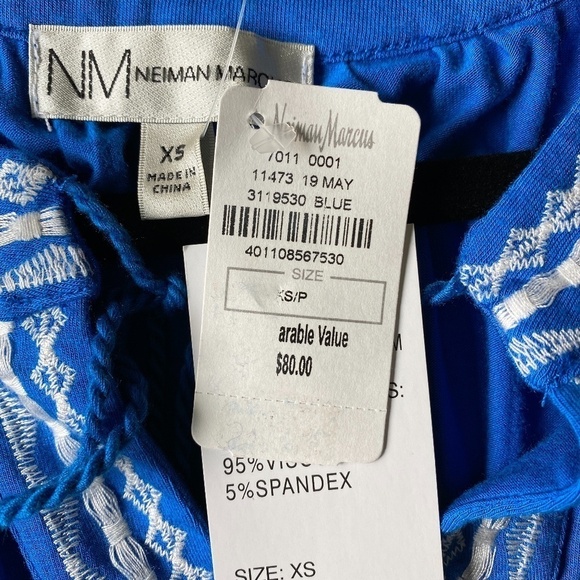 NM NEIMAN MARC
XS
MADE IN
CHINA
Neiman Marcus
7011 0001
11473 19 MAY
3119530 BLUE
401108567530
SIZE
XS/P
arable Value
$80.00
M
S:
95%VISCO
5%SPANDEX
SIZE: XS